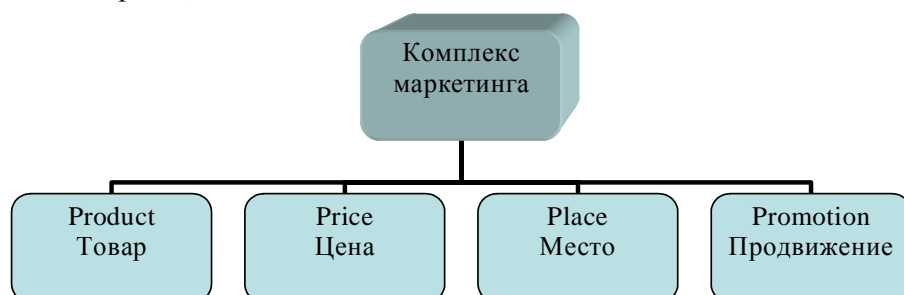 Комплекс
маркетинга
Product
Товар
Price
Цена
Place
Место
Promotion
Продвижение